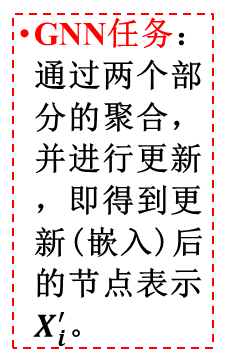 •GNN任务：
通过两个部
分的聚合，
并进行更新
，即得到更
新(嵌入)后
的节点表示
X′ᵢ。